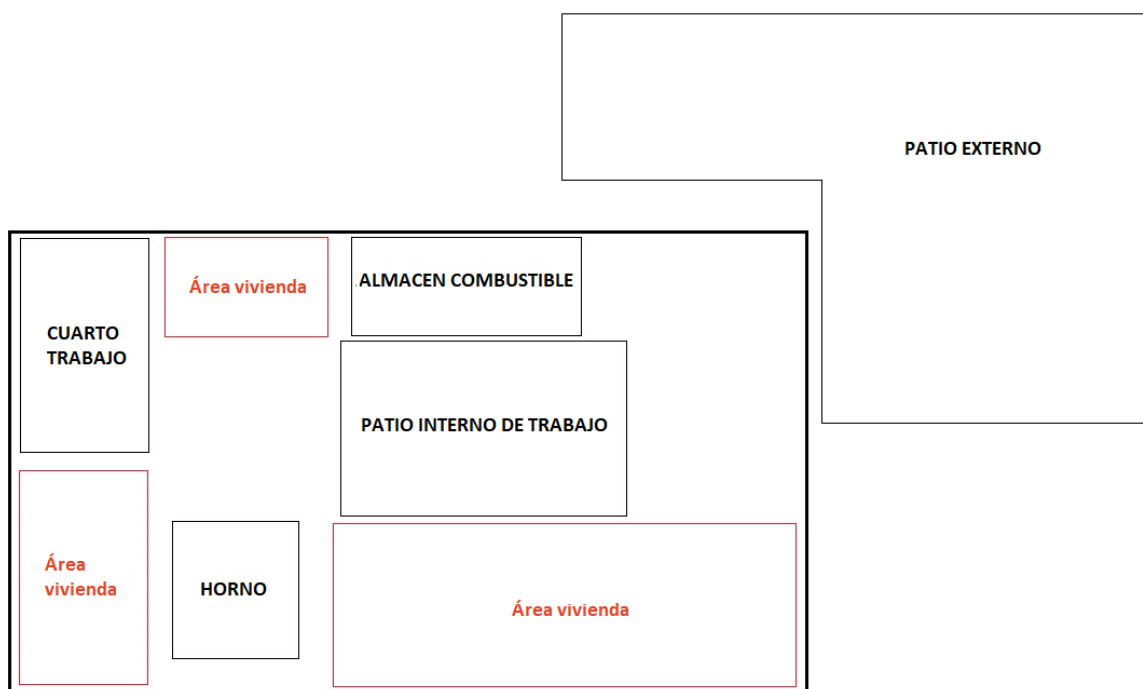 PATIO EXTERNO
Área vivienda
ALMACEN COMBUSTIBLE
CUARTO
TRABAJO
PATIO INTERNO DE TRABAJO
Área
vivienda
HORNO
Área vivienda